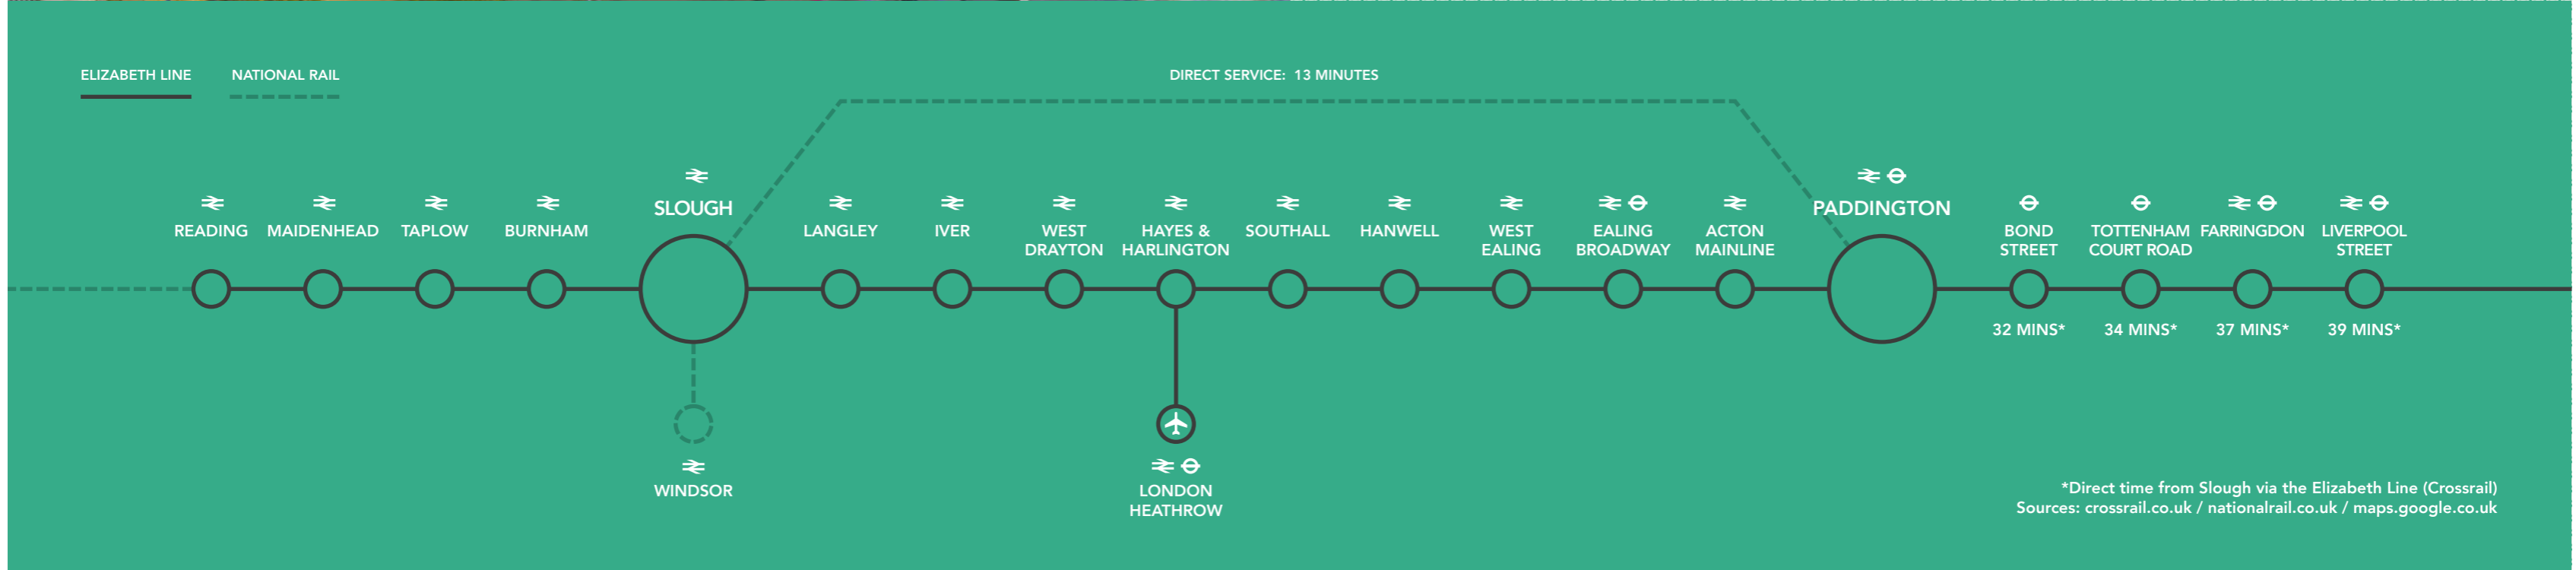 ELIZABETH LINE
NATIONAL RAIL
DIRECT SERVICE: 13 MINUTES
READING
MAIDENHEAD
TAPLOW
BURNHAM
SLOUGH
LANGLEY
IVER
WEST
DRAYTON
HAYES &
HARLINGTON
SOUTHALL
HANWELL
WEST
EALING
EALING
BROADWAY
ACTON
MAINLINE
PADDINGTON
BOND
STREET
TOTTENHAM
COURT ROAD
FARRINGDON
LIVERPOOL
STREET
32 MINS*
34 MINS*
37 MINS*
39 MINS*
WINDSOR
LONDON
HEATHROW
*Direct time from Slough via the Elizabeth Line (Crossrail)
Sources: crossrail.co.uk / nationalrail.co.uk / maps.google.co.uk